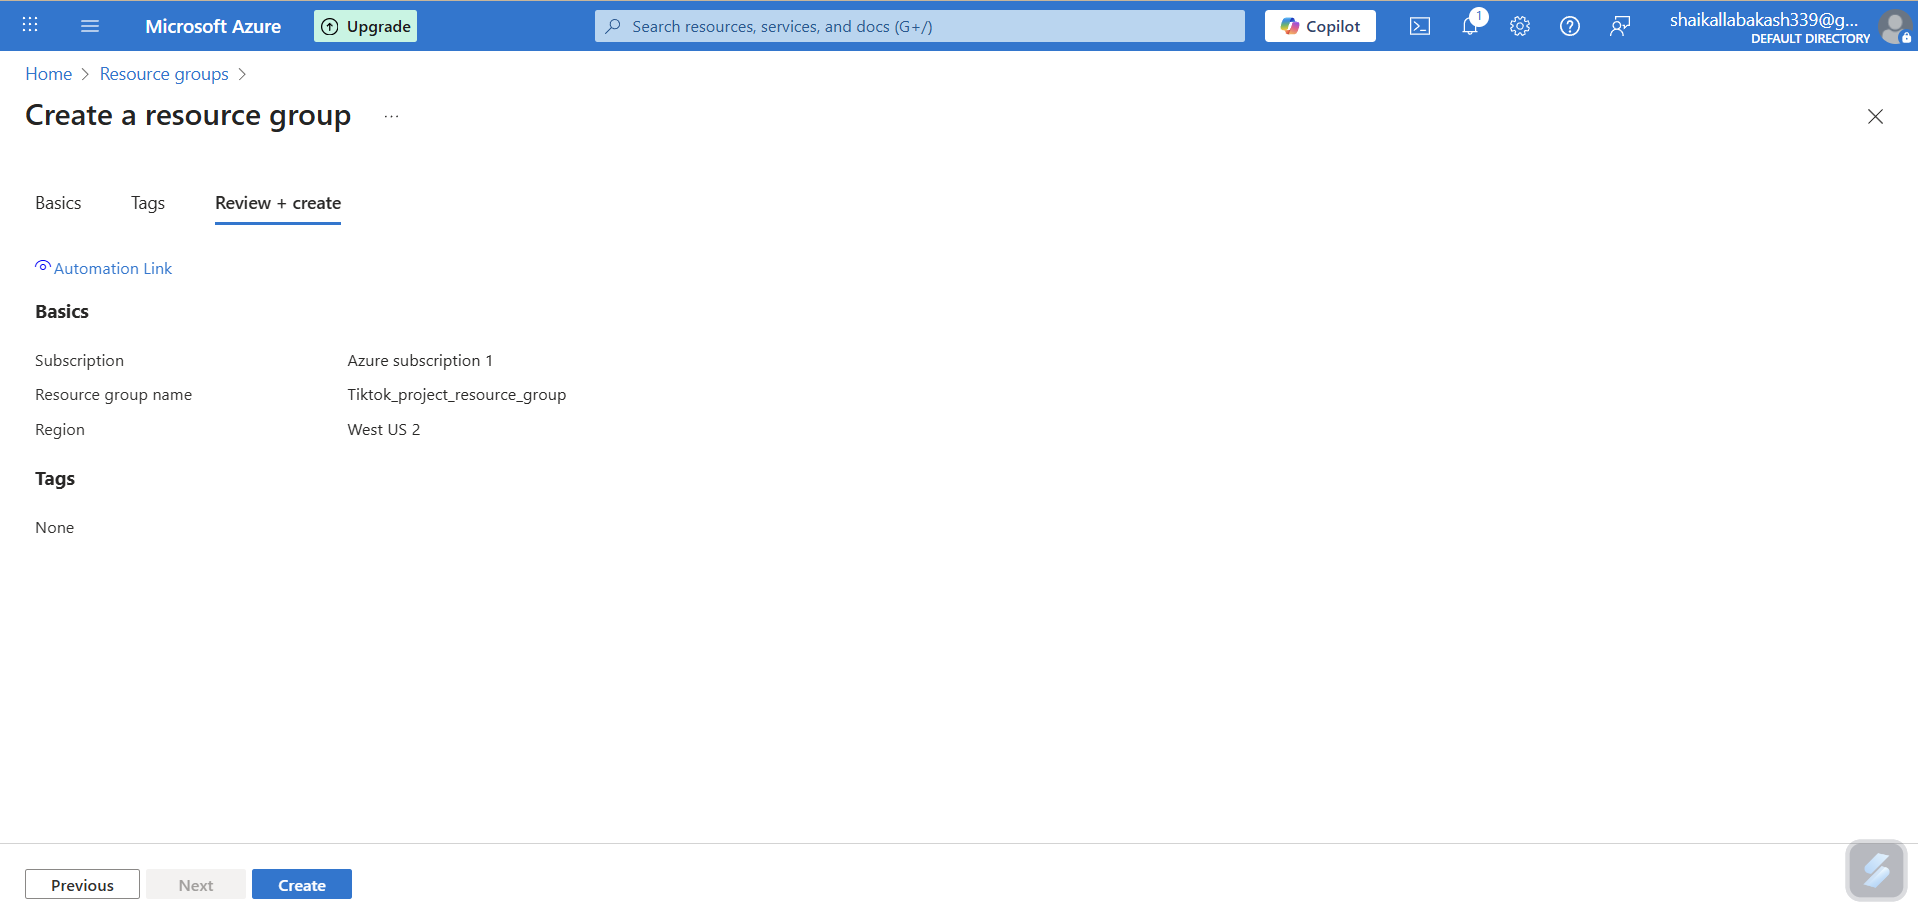 Microsoft Azure
Upgrade
Search resources, services, and docs (G+/)
Copilot
1
shaikallabakash339@g...
DEFAULT DIRECTORY
Home > Resource groups >
Create a resource group ...
Basics Tags Review + create
Automation Link
Basics
Subscription Azure subscription 1
Resource group name Tiktok_project_resource_group
Region West US 2
Tags
None
Previous Next Create